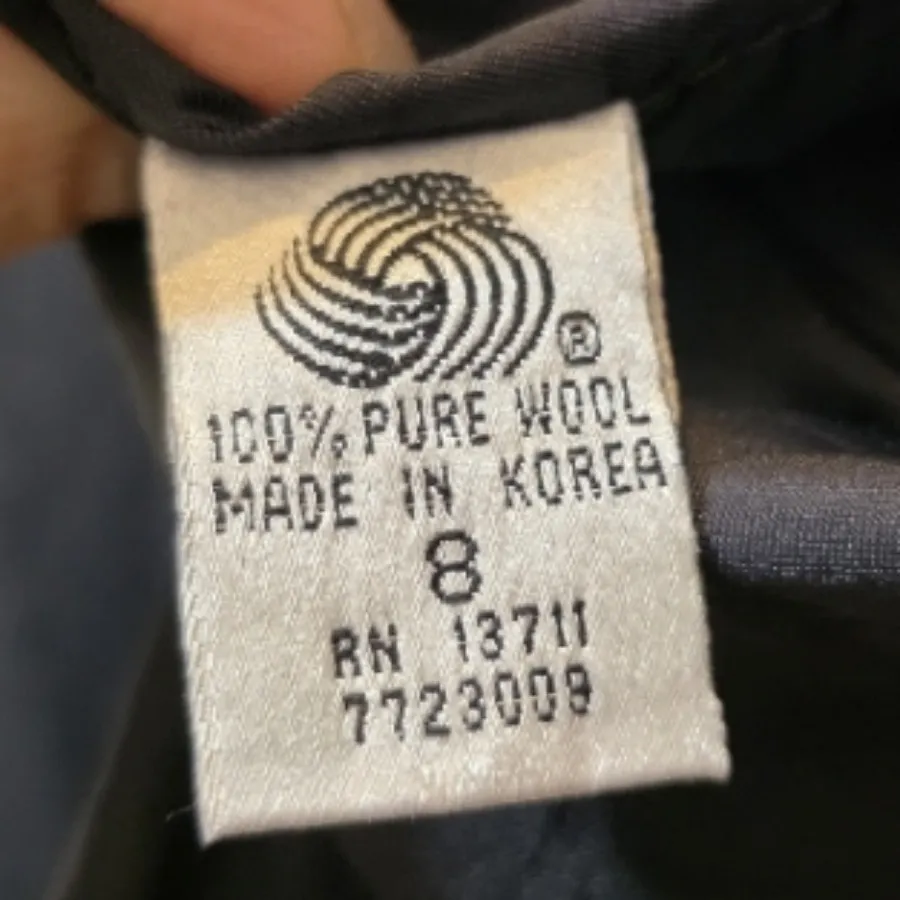 ®
100% PURE WOOL
MADE IN KOREA
8
RN 13711
7723009